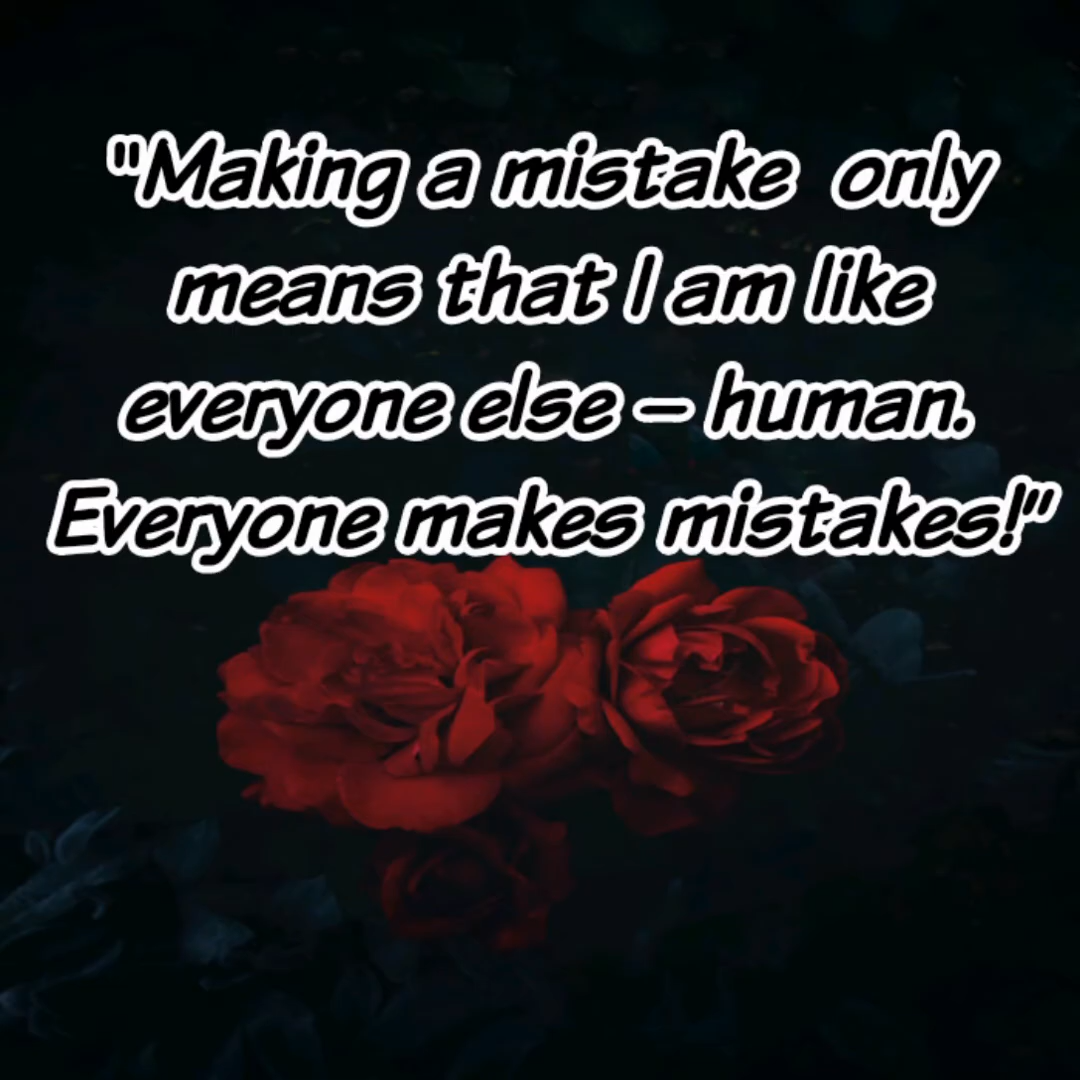 "Making a mistake  only
means that I am like
everyone else – human.
Everyone makes mistakes!"